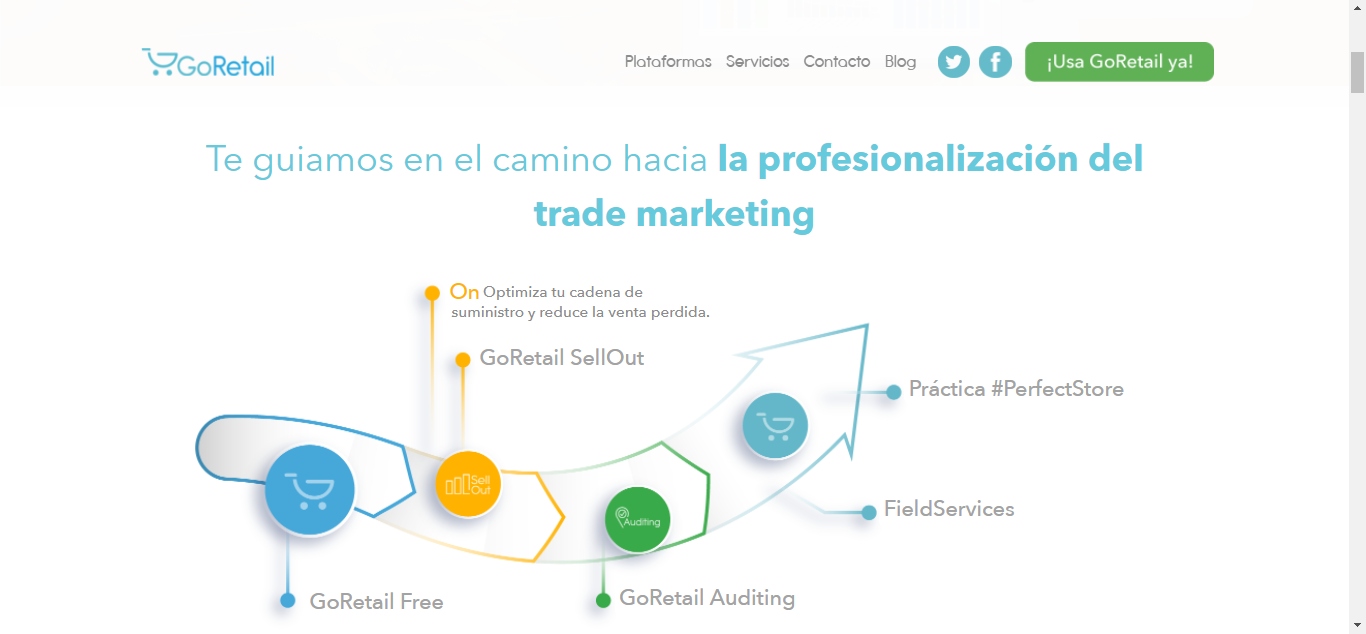 GoRetail
Plataformas Servicios Contacto Blog
¡Usa GoRetail ya!
Te guiamos en el camino hacia la profesionalización del
trade marketing
On Optimiza tu cadena de
suministro y reduce la venta perdida.
GoRetail SellOut
Práctica #PerfectStore
Sell
Out
Auditing
FieldServices
GoRetail Free
GoRetail Auditing